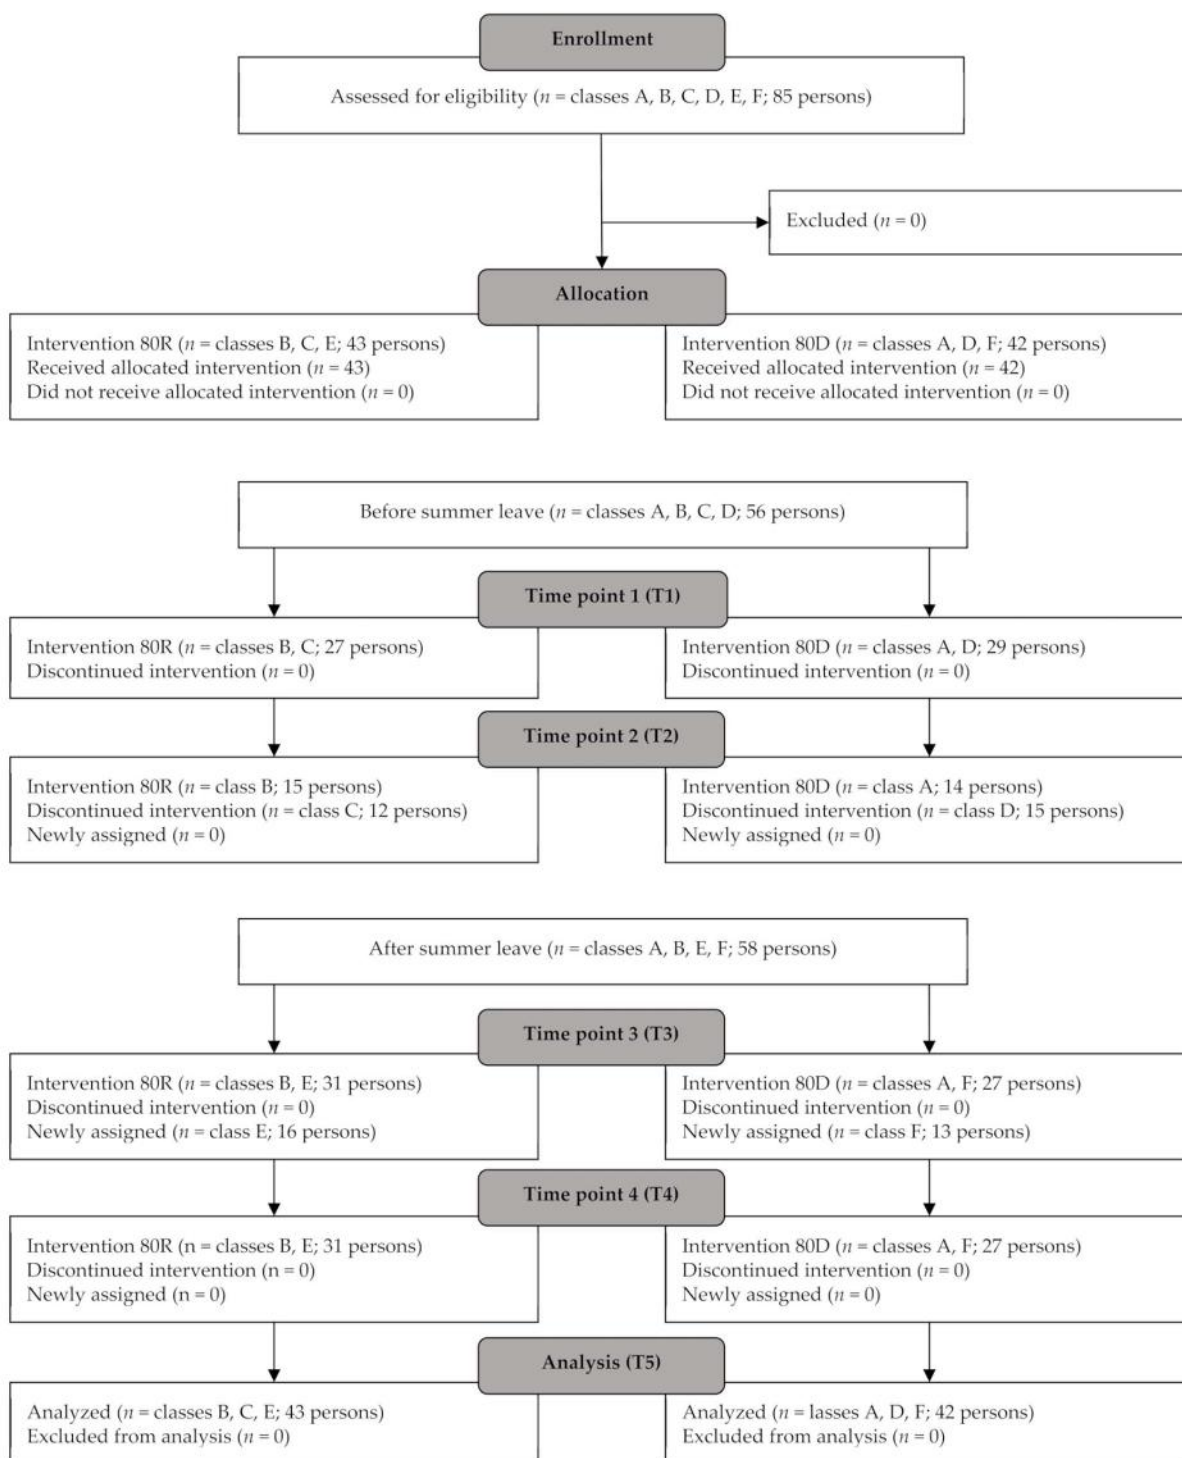 Enrollment
Assessed for eligibility (n = classes A, B, C, D, E, F; 85 persons)
Excluded (n = 0)
Allocation
Intervention 80R (n = classes B, C, E; 43 persons)
Received allocated intervention (n = 43)
Did not receive allocated intervention (n = 0)
Intervention 80D (n = classes A, D, F; 42 persons)
Received allocated intervention (n = 42)
Did not receive allocated intervention (n = 0)
Before summer leave (n = classes A, B, C, D; 56 persons)
Time point 1 (T1)
Intervention 80R (n = classes B, C; 27 persons)
Discontinued intervention (n = 0)
Intervention 80D (n = classes A, D; 29 persons)
Discontinued intervention (n = 0)
Time point 2 (T2)
Intervention 80R (n = class B; 15 persons)
Discontinued intervention (n = class C; 12 persons)
Newly assigned (n = 0)
Intervention 80D (n = class A; 14 persons)
Discontinued intervention (n = class D; 15 persons)
Newly assigned (n = 0)
After summer leave (n = classes A, B, E, F; 58 persons)
Time point 3 (T3)
Intervention 80R (n = classes B, E; 31 persons)
Discontinued intervention (n = 0)
Newly assigned (n = class E; 16 persons)
Intervention 80D (n = classes A, F; 27 persons)
Discontinued intervention (n = 0)
Newly assigned (n = class F; 13 persons)
Time point 4 (T4)
Intervention 80R (n = classes B, E; 31 persons)
Discontinued intervention (n = 0)
Newly assigned (n = 0)
Intervention 80D (n = classes A, F; 27 persons)
Discontinued intervention (n = 0)
Newly assigned (n = 0)
Analysis (T5)
Analyzed (n = classes B, C, E; 43 persons)
Excluded from analysis (n = 0)
Analyzed (n = lasses A, D, F; 42 persons)
Excluded from analysis (n = 0)